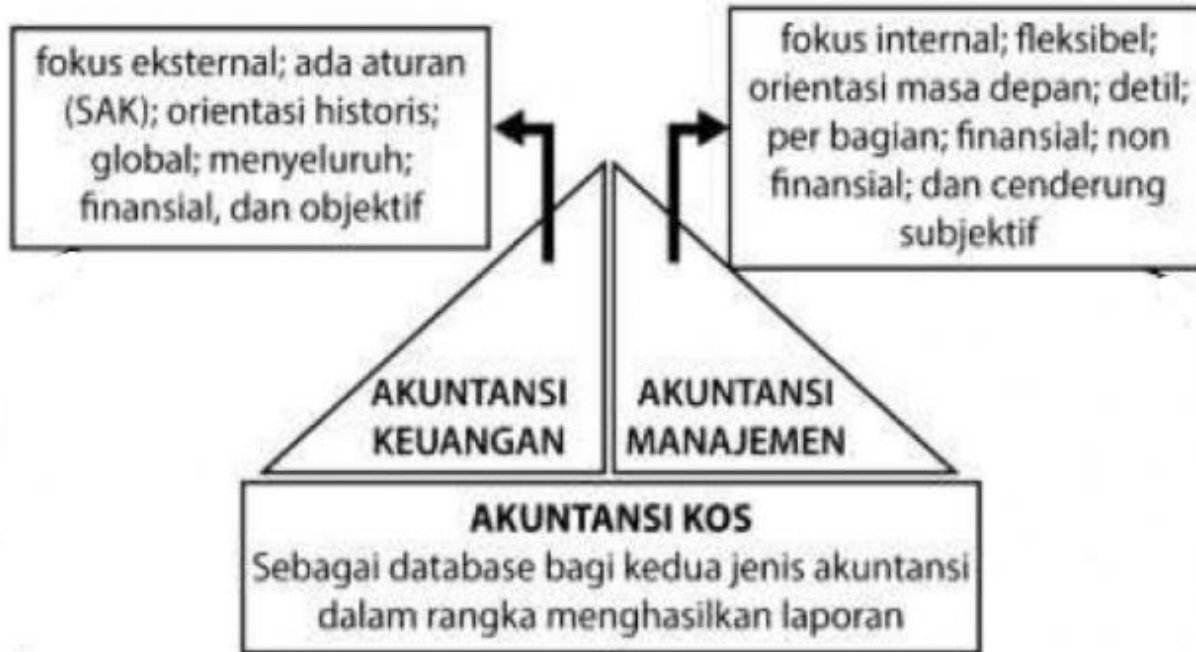 fokus eksternal; ada aturan
(SAK); orientasi historis;
global; menyeluruh;
finansial, dan objektif
fokus internal; fleksibel;
orientasi masa depan; detil;
per bagian; finansial; non
finansial; dan cenderung
subjektif
AKUNTANSI
KEUANGAN
AKUNTANSI
MANAJEMEN
AKUNTANSI KOS
Sebagai database bagi kedua jenis akuntansi
dalam rangka menghasilkan laporan